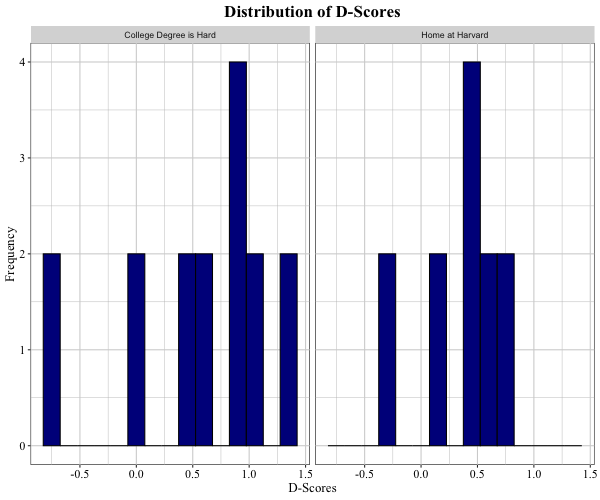 Distribution of D-Scores
College Degree is Hard
Home at Harvard
Frequency
4
3
2
1
0
-0.5 0.0 0.5 1.0 1.5
-0.5 0.0 0.5 1.0 1.5
D-Scores